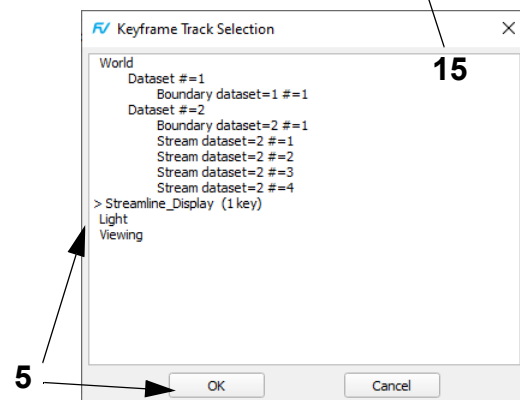 FV Keyframe Track Selection
15
World
Dataset #=1
Boundary dataset=1 #=1
Dataset #=2
Boundary dataset=2 #=1
Stream dataset=2 #=1
Stream dataset=2 #=2
Stream dataset=2 #=3
Stream dataset=2 #=4
> Streamline_Display (1 key)
Light
Viewing
5
OK Cancel